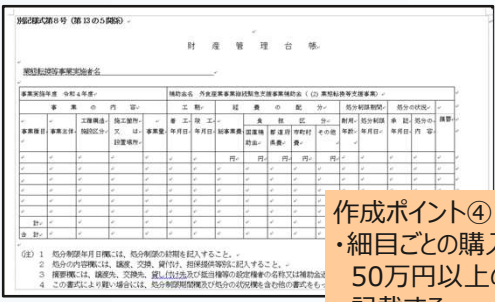 別記様式第8号（第13の5関係）
財産管理台帳
業態転換等事業実施者名
事業実施年度 令和4年度 補助金名 外食産業事業継続緊急支援事業補助金（(2)業態転換等支援事業）
事業の内容 工期 経費の配分 処分制限期間 処分の状況 摘要
事業種目 事業主体 工種構造施設区分 施工箇所又は設置場所 事業量 着工年月日 竣工年月日 総事業費 負担区分 耐用年数 処分制限年月日 承認年月日 処分の内容
国庫補助金 都道府県費 市町村費 その他
円 円 円 円 円
計
合計
(注) 1 処分制限年月日欄には、処分制限の終期を記入すること。
2 処分の内容欄には、譲渡、交換、貸付け、担保提供等別に記入すること。
3 摘要欄には、譲渡先、交換先、貸し付け先及び抵当権等の設定権者の名称又は補助金
4 この書式により難い場合には、処分制限期間欄及び処分の状況欄を含む他の書式をもっ
作成ポイント④
・細目ごとの購入
50万円以上の